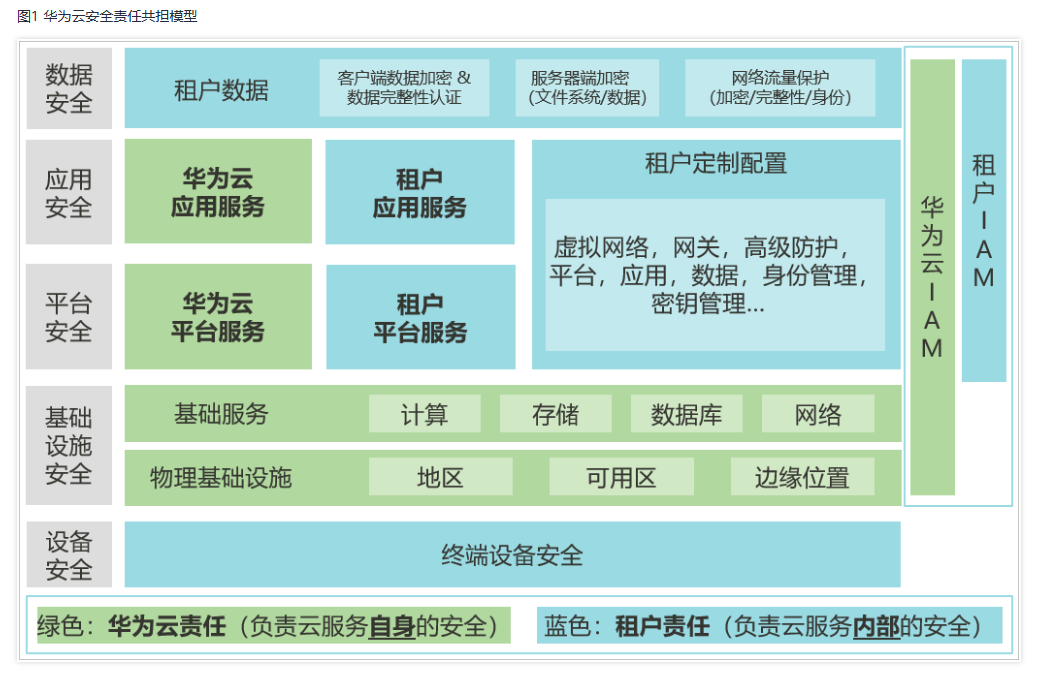 图1 华为云安全责任共担模型
数据
安全
租户数据
客户端数据加密 &
数据完整性认证
服务器端加密
(文件系统/数据)
网络流量保护
(加密/完整性/身份)
应用
安全
华为云
应用服务
租户
应用服务
租户定制配置
虚拟网络，网关，高级防护，
平台，应用，数据，身份管理，
密钥管理...
平台
安全
华为云
平台服务
租户
平台服务
基础
设施
安全
基础服务
计算
存储
数据库
网络
物理基础设施
地区
可用区
边缘位置
华为云IAM
租户IAM
设备
安全
终端设备安全
绿色：华为云责任（负责云服务自身的安全）
蓝色：租户责任（负责云服务内部的安全）